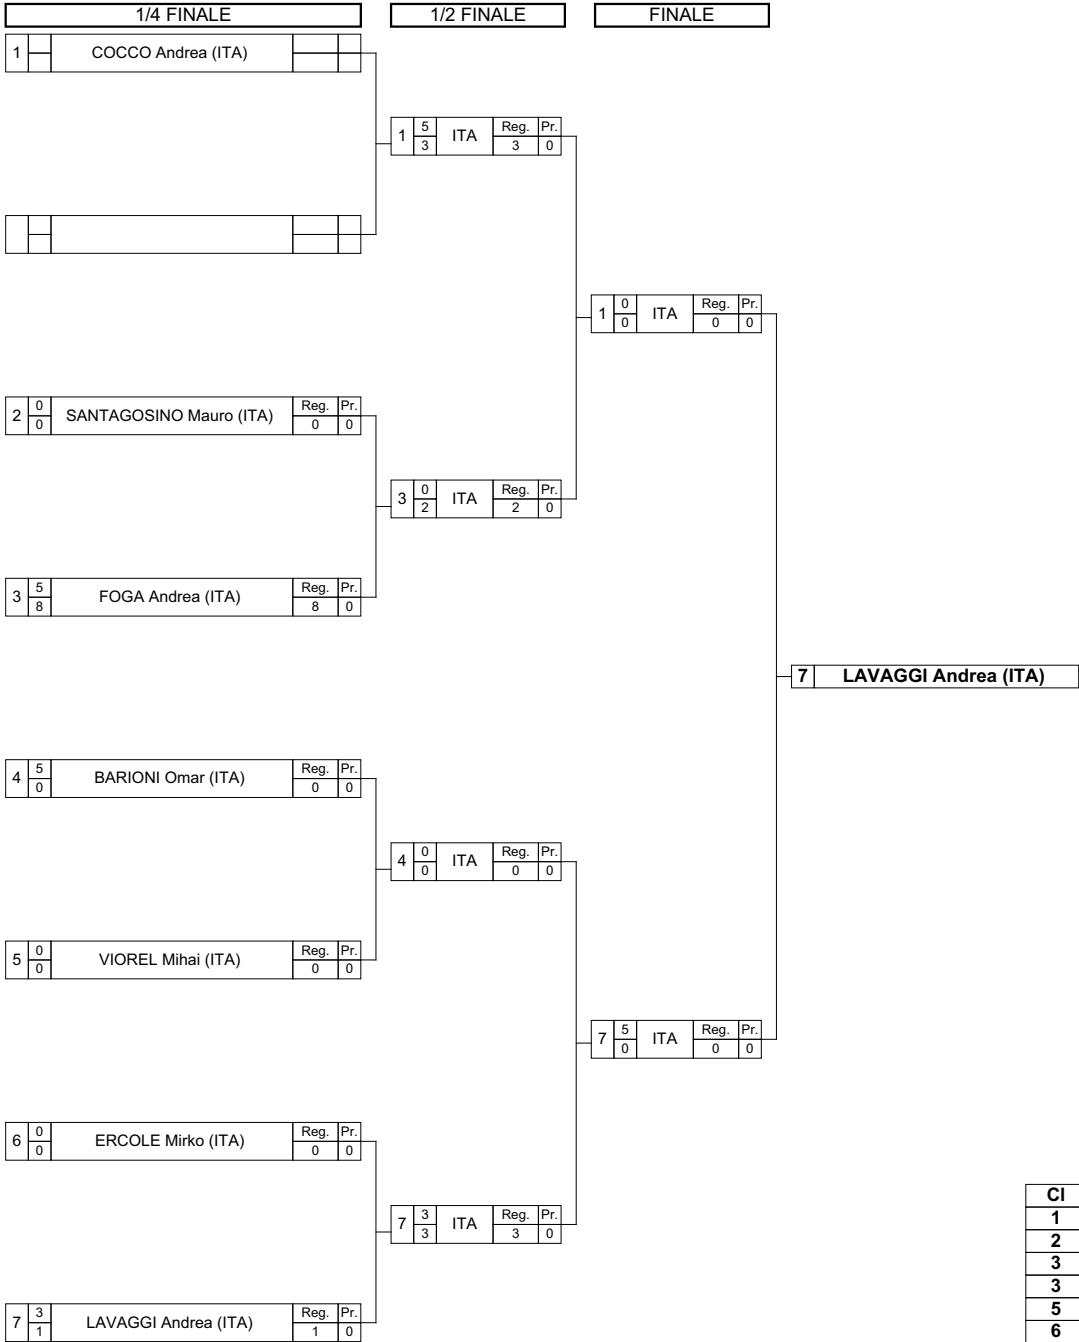 1/4 FINALE 1/2 FINALE FINALE
1 COCCO Andrea (ITA)
1 5 ITA Reg. Pr.
3 3 0
1 0 ITA Reg. Pr.
0 0 0
2 0 SANTAGOSINO Mauro (ITA) Reg. Pr.
0 0 0
3 0 ITA Reg. Pr.
2 2 0
3 5 FOGA Andrea (ITA) Reg. Pr.
8 8 0
7 LAVAGGI Andrea (ITA)
4 5 BARIONI Omar (ITA) Reg. Pr.
0 0 0
4 0 ITA Reg. Pr.
0 0 0
5 0 VIOREL Mihai (ITA) Reg. Pr.
0 0 0
7 5 ITA Reg. Pr.
0 0 0
6 0 ERCOLE Mirko (ITA) Reg. Pr.
0 0 0
7 3 ITA Reg. Pr.
3 3 0
7 3 LAVAGGI Andrea (ITA) Reg. Pr.
1 1 0
Cl
1
2
3
3
5
6